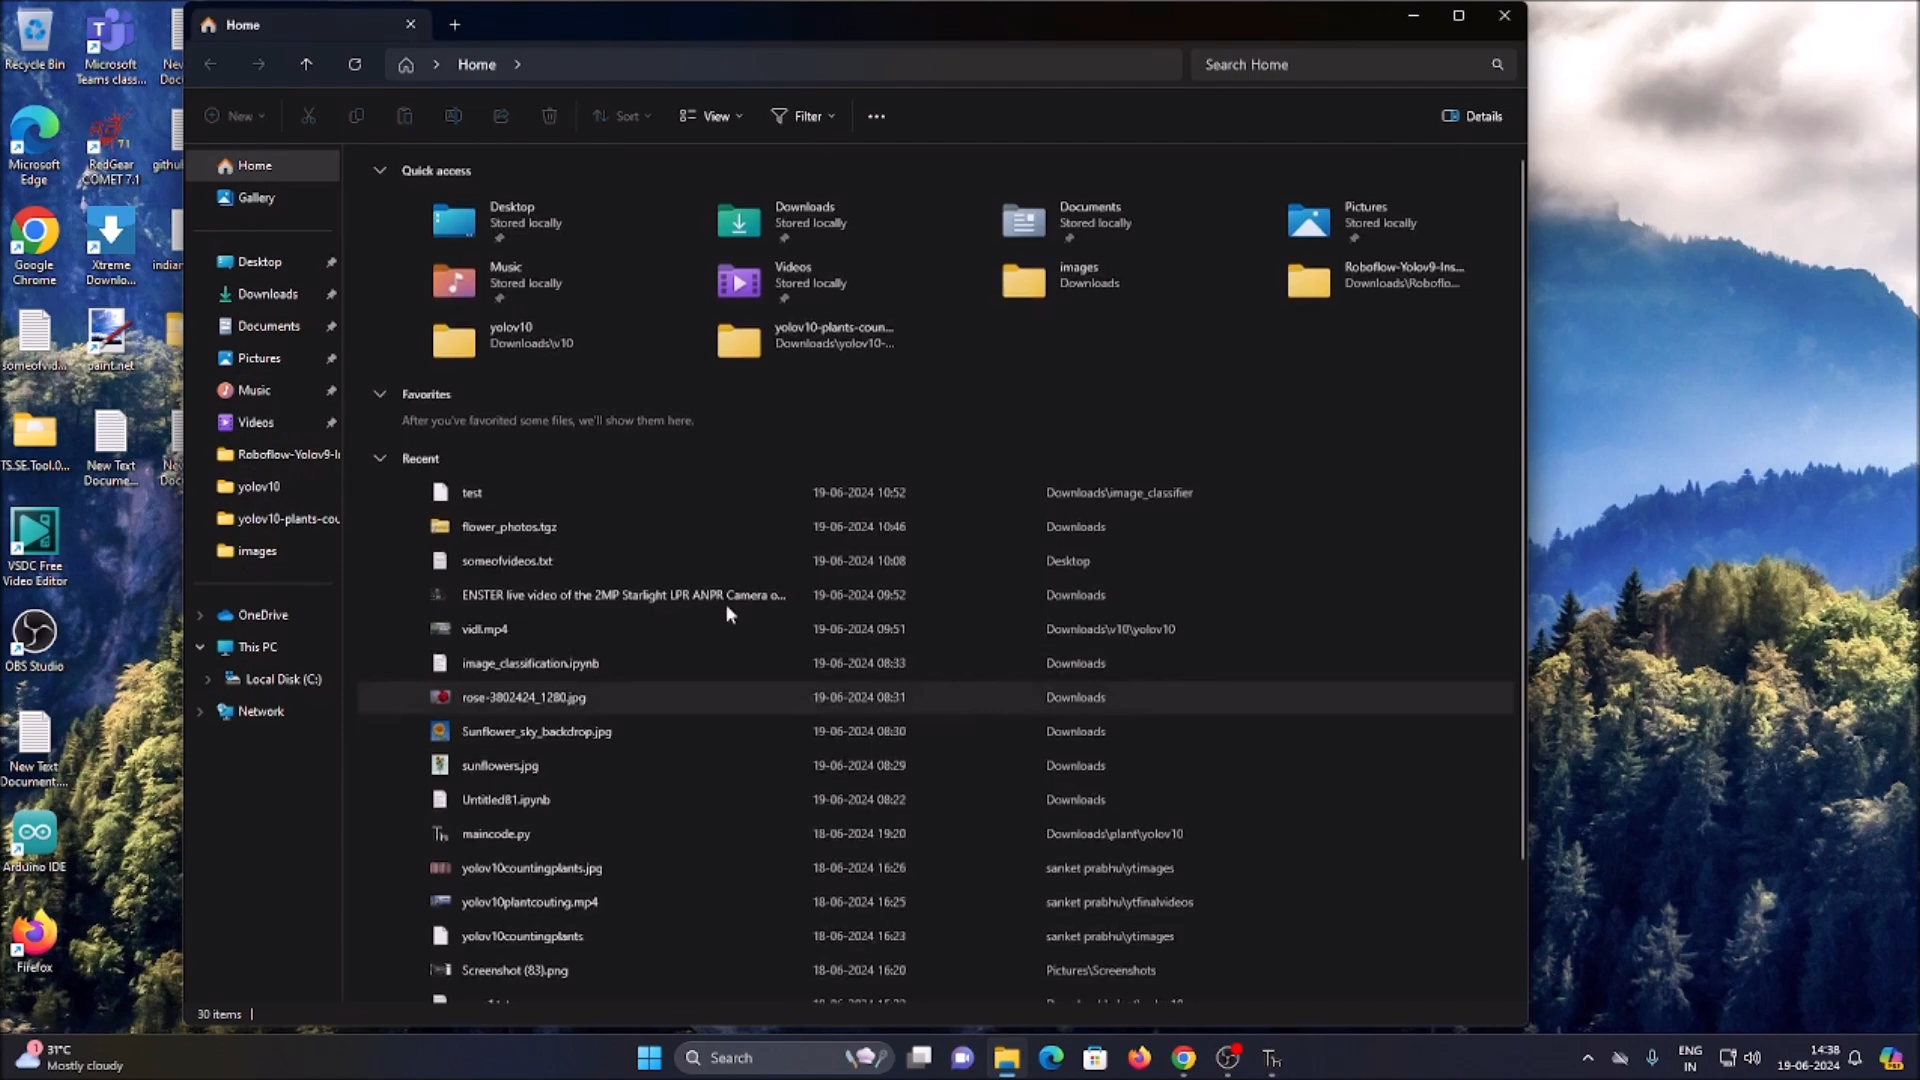 Home
Home
Search Home
New
Sort
View
Filter
Details
Home
Gallery
Desktop
Downloads
Documents
Pictures
Music
Videos
Roboflow-Yolov9-I
yolov10
yolov10-plants-cou
images
OneDrive
This PC
Local Disk (C:)
Network
Quick access
Desktop
Stored locally
Downloads
Stored locally
Documents
Stored locally
Pictures
Stored locally
Music
Stored locally
Videos
Stored locally
images
Downloads
Roboflow-Yolov9-Ins...
Downloads\Roboflo...
yolov10
Downloads\v10
yolov10-plants-coun...
Downloads\yolov10-...
Favorites
After you've favorited some files, we'll show them here.
Recent
test 19-06-2024 10:52 Downloads\image_classifier
flower_photos.tgz 19-06-2024 10:46 Downloads
someofvideos.txt 19-06-2024 10:08 Desktop
ENSTER live video of the 2MP Starlight LPR ANPR Camera o... 19-06-2024 09:52 Downloads
vidl.mp4 19-06-2024 09:51 Downloads\v10\yolov10
image_classification.ipynb 19-06-2024 08:33 Downloads
rose-3802424_1280.jpg 19-06-2024 08:31 Downloads
Sunflower_sky_backdrop.jpg 19-06-2024 08:30 Downloads
sunflowers.jpg 19-06-2024 08:29 Downloads
Untitled81.ipynb 19-06-2024 08:22 Downloads
maincode.py 18-06-2024 19:20 Downloads\plant\yolov10
yolov10countingplants.jpg 18-06-2024 16:26 sanket prabhu\ytimages
yolov10plantcouting.mp4 18-06-2024 16:25 sanket prabhu\ytfinalvideos
yolov10countingplants 18-06-2024 16:23 sanket prabhu\ytimages
Screenshot (83).png 18-06-2024 16:20 Pictures\Screenshots
30 items
Recycle Bin
Microsoft
Teams class...
New
Docu
Microsoft
Edge
RedGear
COMET 7.1
github
Google
Chrome
Xtreme
Downlo...
indian
someofvid...
paint.net
TS.SE.Tool.0...
New Text
Docume...
VSDC Free
Video Editor
OBS Studio
New Text
Document....
Arduino IDE
Firefox
1
31°C
Mostly cloudy
Search
ENG
IN
14:38
19-06-2024